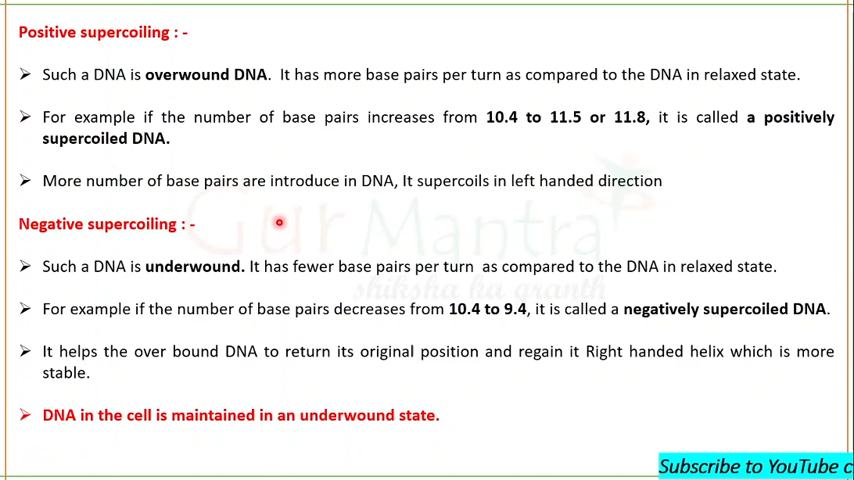 Positive supercoiling : -
➢ Such a DNA is overwound DNA. It has more base pairs per turn as compared to the DNA in relaxed state.
➢ For example if the number of base pairs increases from 10.4 to 11.5 or 11.8, it is called a positively
supercoiled DNA.
➢ More number of base pairs are introduce in DNA, It supercoils in left handed direction
Gur Mantra
Negative supercoiling : -
➢ Such a DNA is underwound. It has fewer base pairs per turn as compared to the DNA in relaxed state.
shiksha ka granth
➢ For example if the number of base pairs decreases from 10.4 to 9.4, it is called a negatively supercoiled DNA.
➢ It helps the over bound DNA to return its original position and regain it Right handed helix which is more
stable.
➢ DNA in the cell is maintained in an underwound state.
Subscribe to YouTube c